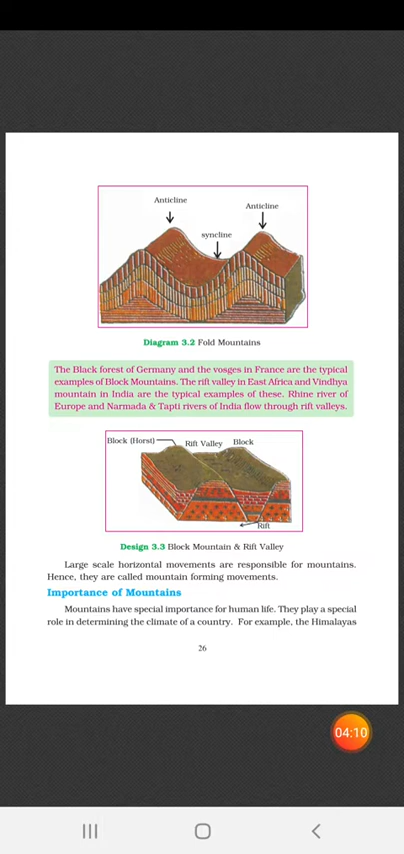 Anticline
Anticline
syncline
Diagram 3.2 Fold Mountains
The Black forest of Germany and the vosges in France are the typical
examples of Block Mountains. The rift valley in East Africa and Vindhya
mountain in India are the typical examples of these. Rhine river of
Europe and Narmada & Tapti rivers of India flow through rift valleys.
Block (Horst)
Rift Valley
Block
Rift
Design 3.3 Block Mountain & Rift Valley
Large scale horizontal movements are responsible for mountains.
Hence, they are called mountain forming movements.
Importance of Mountains
Mountains have special importance for human life. They play a special
role in determining the climate of a country. For example, the Himalayas
26
04:10